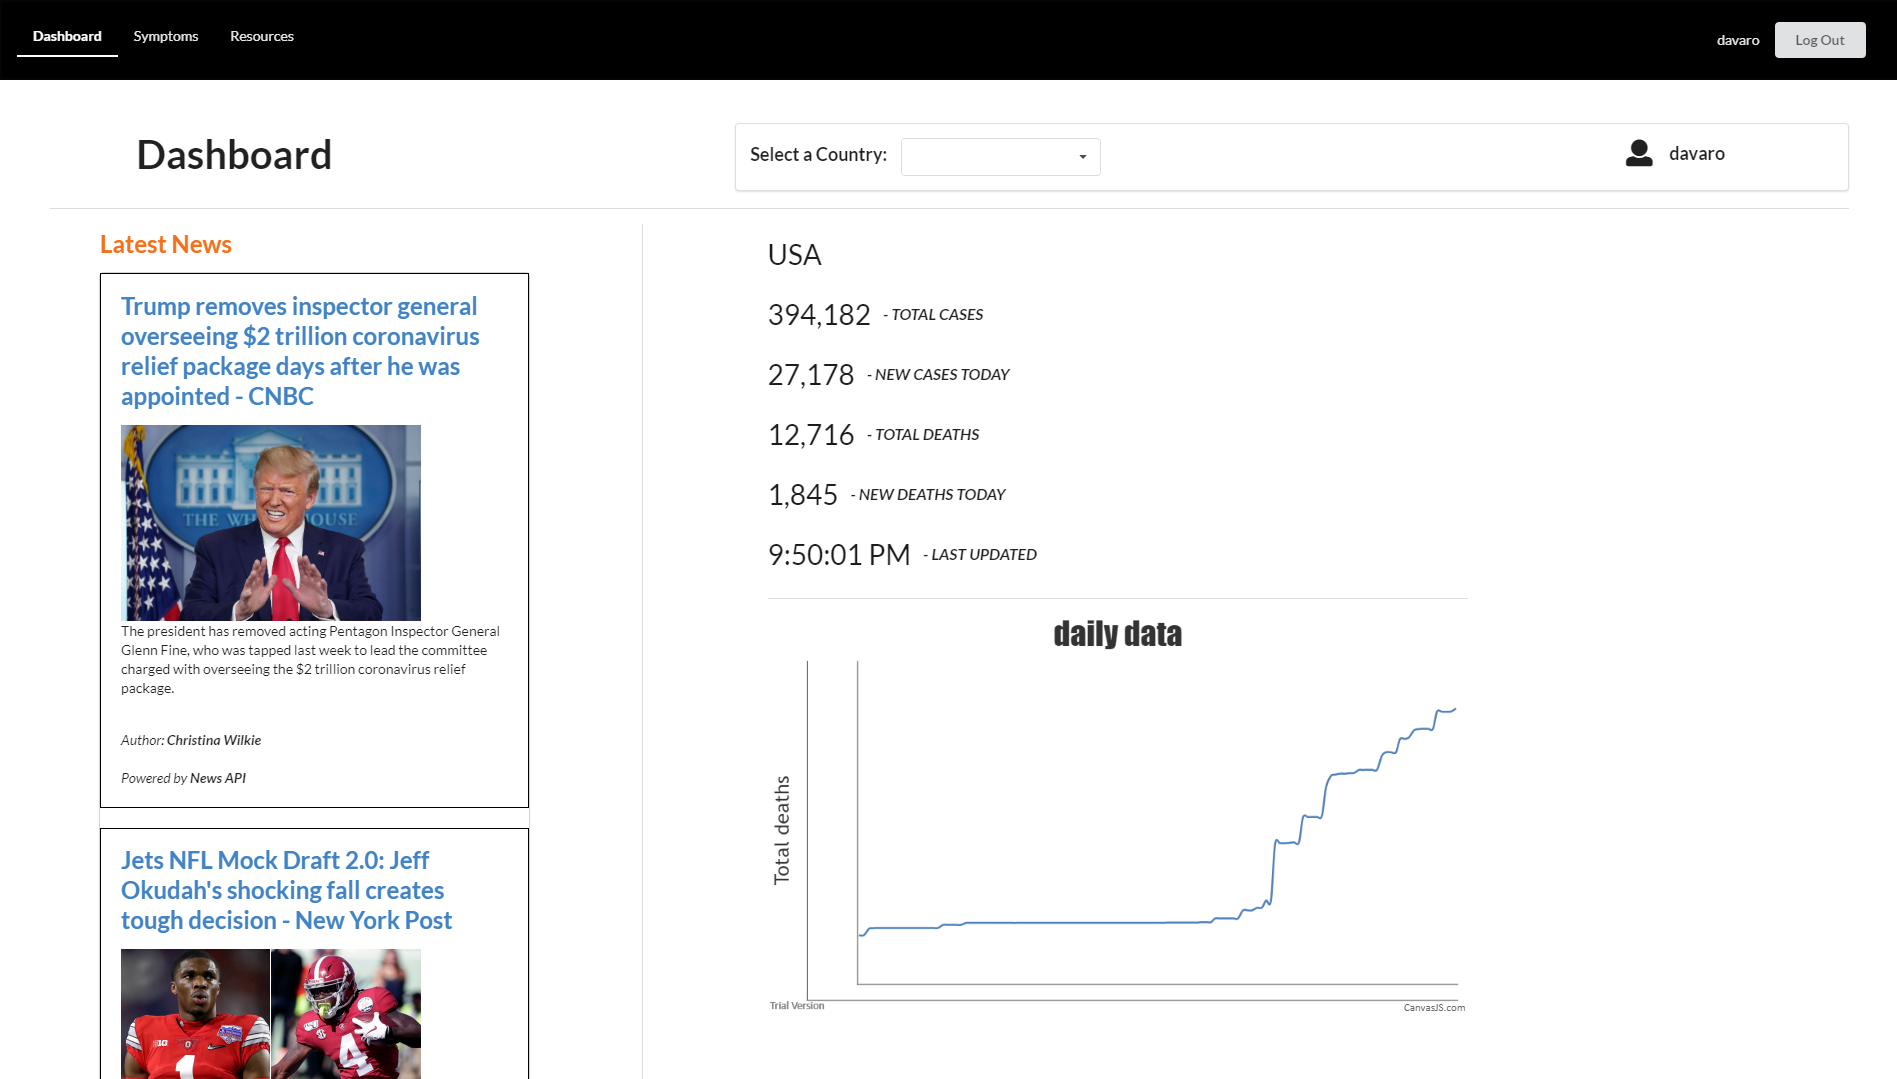 Dashboard
Symptoms
Resources
davaro
Log Out
Dashboard
Select a Country:
davaro
Latest News
Trump removes inspector general
overseeing $2 trillion coronavirus
relief package days after he was
appointed - CNBC
THE WH OUSE
The president has removed acting Pentagon Inspector General
Glenn Fine, who was tapped last week to lead the committee
charged with overseeing the $2 trillion coronavirus relief
package.
Author: Christina Wilkie
Powered by News API
Jets NFL Mock Draft 2.0: Jeff
Okudah's shocking fall creates
tough decision - New York Post
B1G
1
4
USA
394,182 - TOTAL CASES
27,178 - NEW CASES TODAY
12,716 - TOTAL DEATHS
1,845 - NEW DEATHS TODAY
9:50:01 PM - LAST UPDATED
daily data
Total deaths
Trial Version
CanvasJS.com